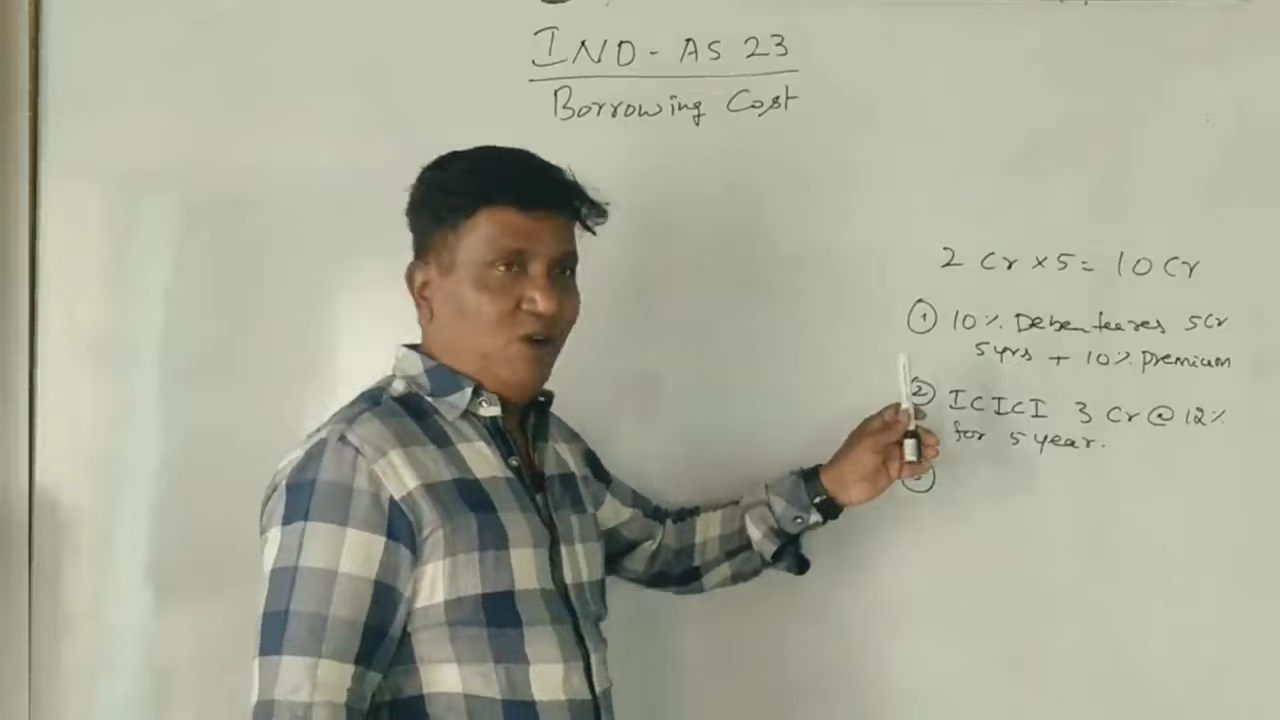 IND - AS 23
Borrowing Cost
2 Cr × 5 = 10 Cr
① 10% Debentures 5Cr
5yrs + 10% Premium
② ICICI 3 Cr @ 12%
for 5 year.